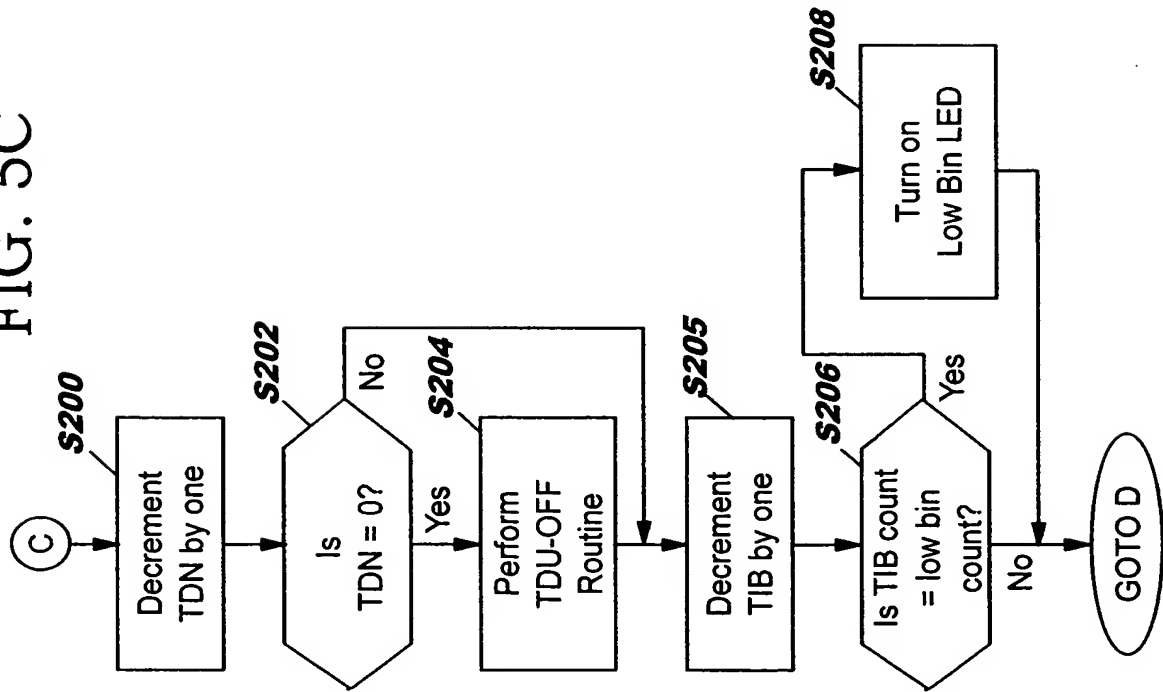 FIG. 5C
C
S200
Decrement
TDN by one
S202
Is
TDN = 0?
No
Yes
S204
Perform
TDU-OFF
Routine
S205
Decrement
TIB by one
S206
Is TIB count
= low bin
count?
Yes
No
S208
Turn on
Low Bin LED
GOTO D